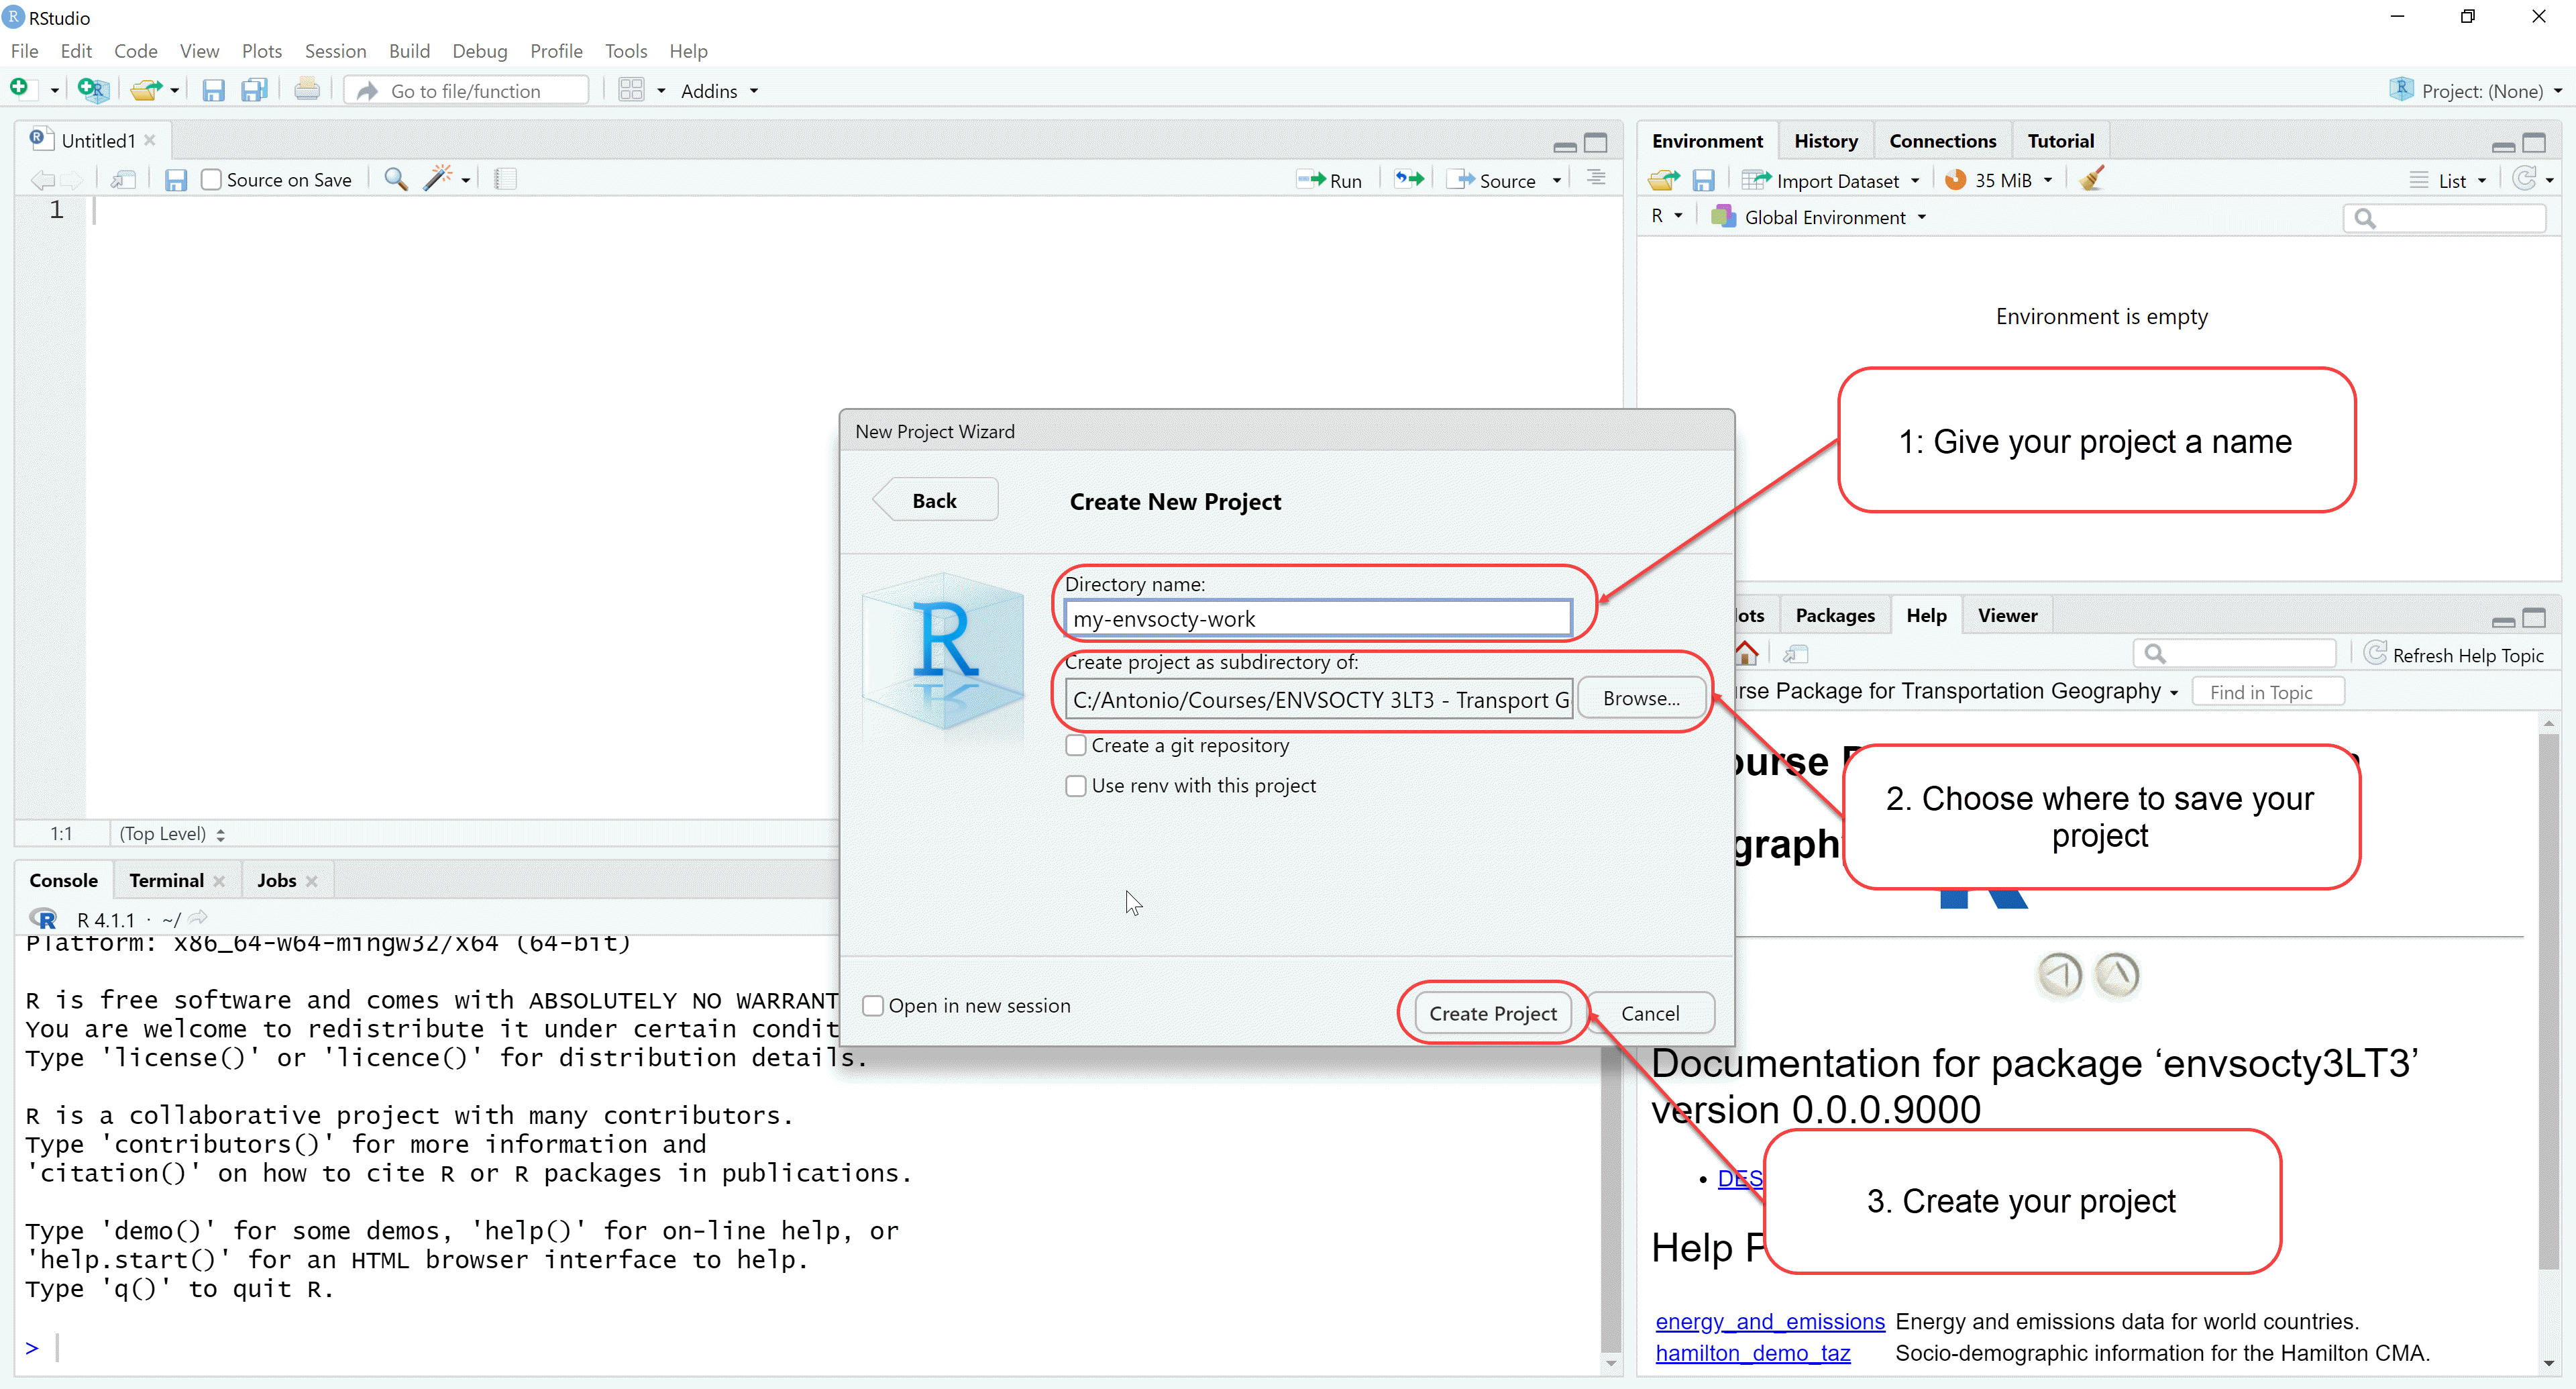 RStudio
File Edit Code View Plots Session Build Debug Profile Tools Help
Go to file/function Addins Project: (None)
Untitled1
Source on Save Run Source
1
1:1 (Top Level)
Environment History Connections Tutorial
Import Dataset 35 MiB List
R Global Environment
Environment is empty
1: Give your project a name
New Project Wizard
Back Create New Project
Directory name:
my-envsocty-work
Create project as subdirectory of:
C:/Antonio/Courses/ENVSOCTY 3LT3 - Transport G Browse...
Create a git repository
Use renv with this project
Open in new session Create Project Cancel
Packages Help Viewer
Refresh Help Topic
Package for Transportation Geography Find in Topic
2. Choose where to save your
project
Documentation for package ‘envsocty3LT3’
version 0.0.0.9000
DES
3. Create your project
Help P
energy_and_emissions Energy and emissions data for world countries.
hamilton_demo_taz Socio-demographic information for the Hamilton CMA.
Console Terminal Jobs
R 4.1.1 · ~/
Platform: x86_64-w64-mingw32/x64 (64-bit)
R is free software and comes with ABSOLUTELY NO WARRANT
You are welcome to redistribute it under certain condit
Type 'license()' or 'licence()' for distribution details.
R is a collaborative project with many contributors.
Type 'contributors()' for more information and
'citation()' on how to cite R or R packages in publications.
Type 'demo()' for some demos, 'help()' for on-line help, or
'help.start()' for an HTML browser interface to help.
Type 'q()' to quit R.
>